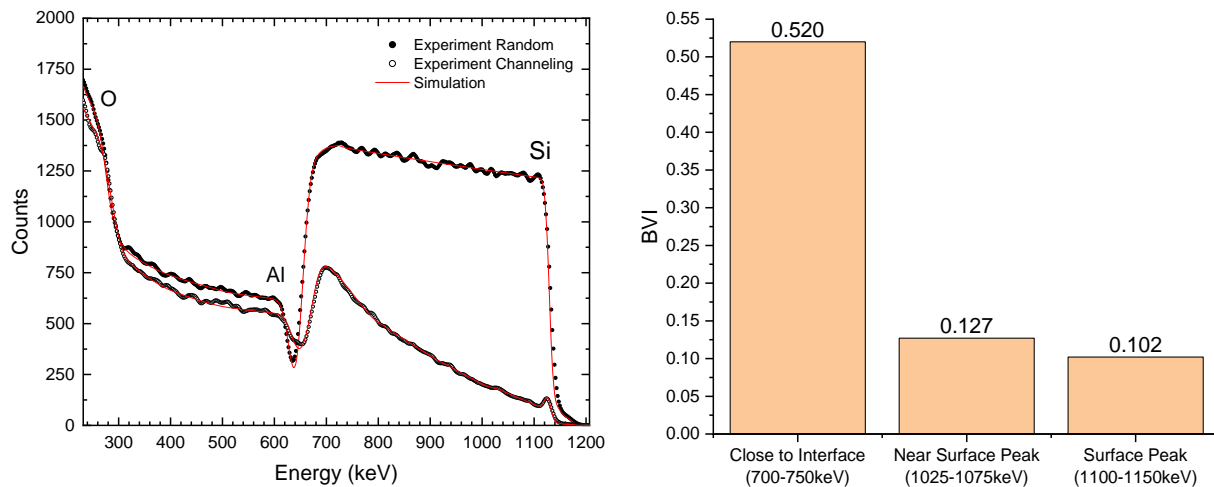 2000
1750
1500
1250
1000
750
500
250
0
Counts
300 400 500 600 700 800 900 1000 1100 1200
Energy (keV)
Experiment Random
Experiment Channeling
Simulation
O
Al
Si
0.55
0.50
0.45
0.40
0.35
0.30
0.25
0.20
0.15
0.10
0.05
0.00
BVI
0.520
0.127
0.102
Close to Interface
(700-750keV)
Near Surface Peak
(1025-1075keV)
Surface Peak
(1100-1150keV)